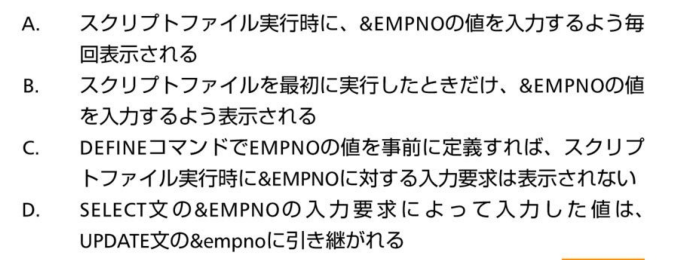 A. スクリプトファイル実行時に、&EMPNOの値を入力するよう毎
回表示される
B. スクリプトファイルを最初に実行したときだけ、&EMPNOの値
を入力するよう表示される
C. DEFINEコマンドでEMPNOの値を事前に定義すれば、スクリプ
トファイル実行時に&EMPNOに対する入力要求は表示されない
D. SELECT文の&EMPNOの入力要求によって入力した値は、
UPDATE文の&empnoに引き継がれる